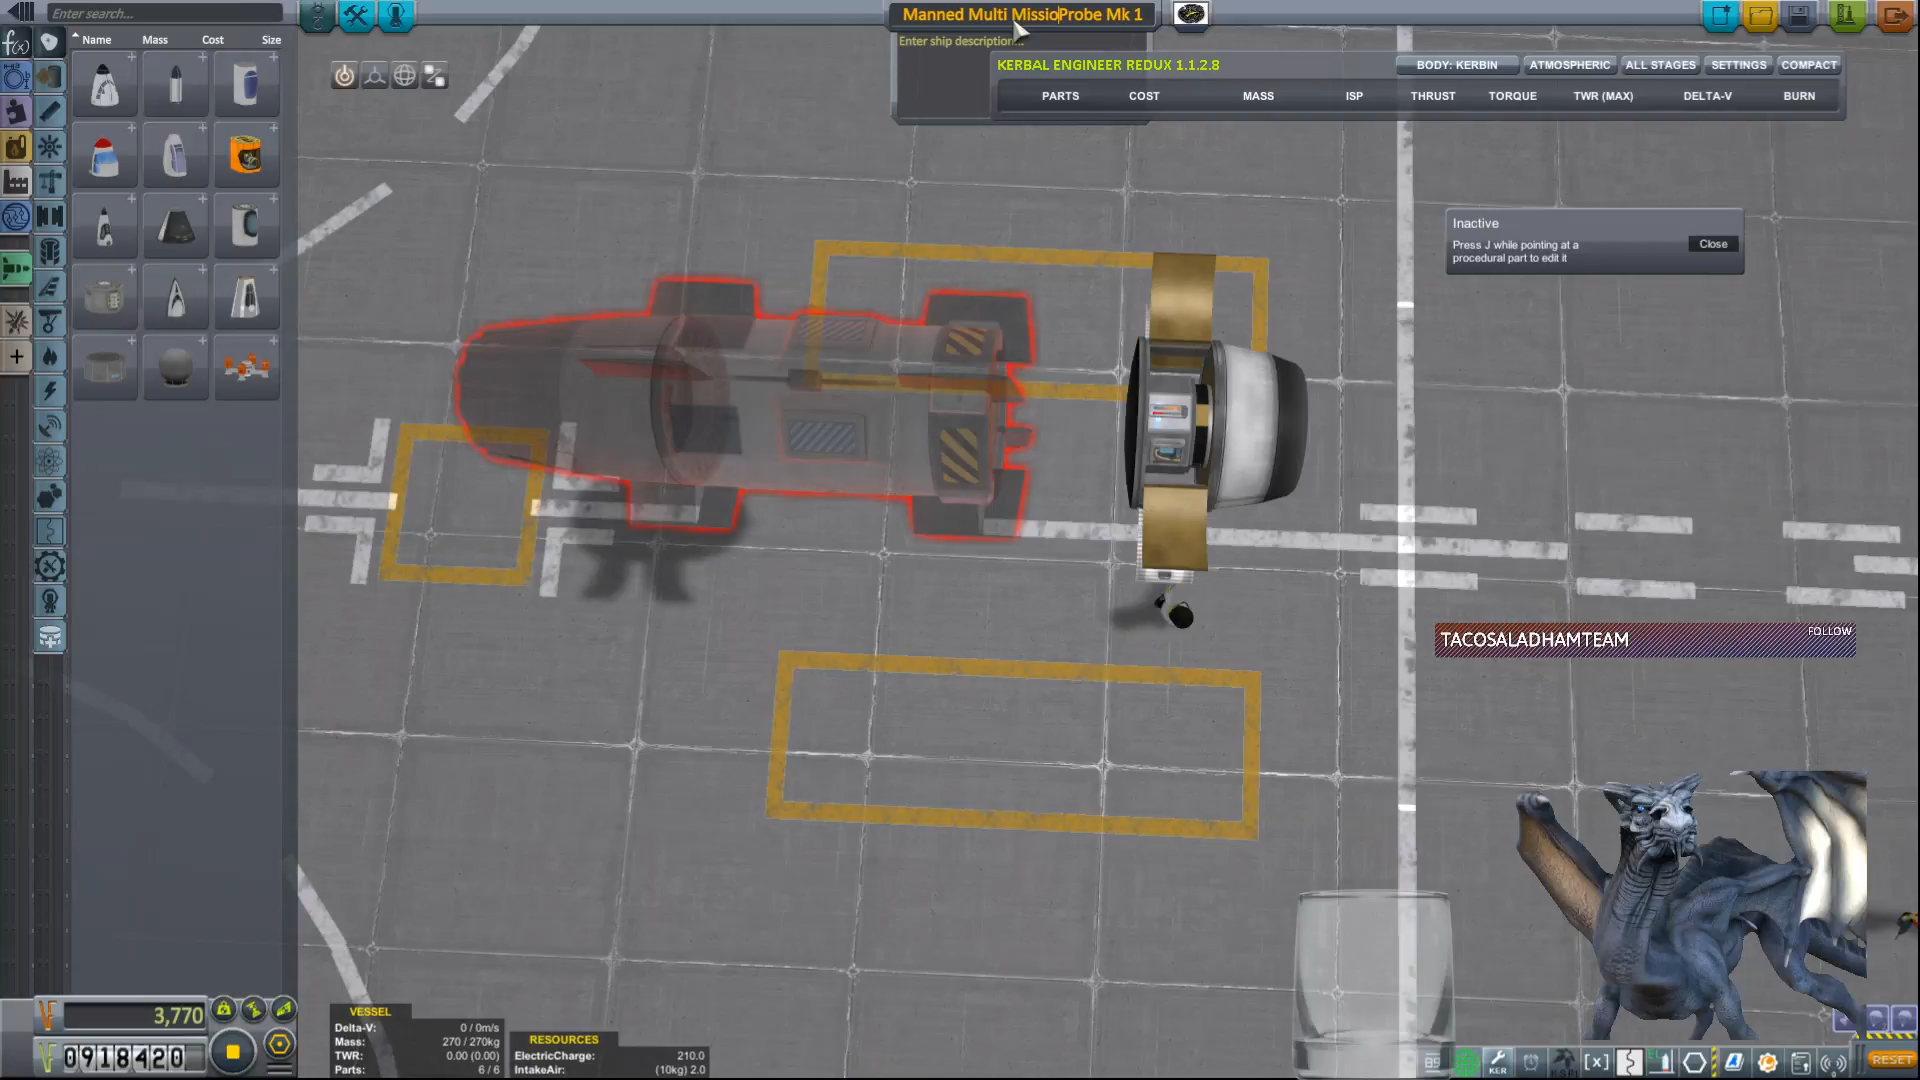 Enter search...
Manned Multi MissioProbe Mk 1
Enter ship description...
Name Mass Cost Size
KERBAL ENGINEER REDUX 1.1.2.8
BODY: KERBIN ATMOSPHERIC ALL STAGES SETTINGS COMPACT
PARTS COST MASS ISP THRUST TORQUE TWR (MAX) DELTA-V BURN
Inactive
Press J while pointing at a
procedural part to edit it
Close
TACOSALADHAMTEAM
FOLLOW
3,770
0918420
VESSEL
Delta-V: 0 / 0m/s
Mass: 270 / 270kg
TWR: 0.00 (0.00)
Parts: 6 / 6
RESOURCES
ElectricCharge: 210.0
IntakeAir: (10kg) 2.0
KER
[x]
RESET